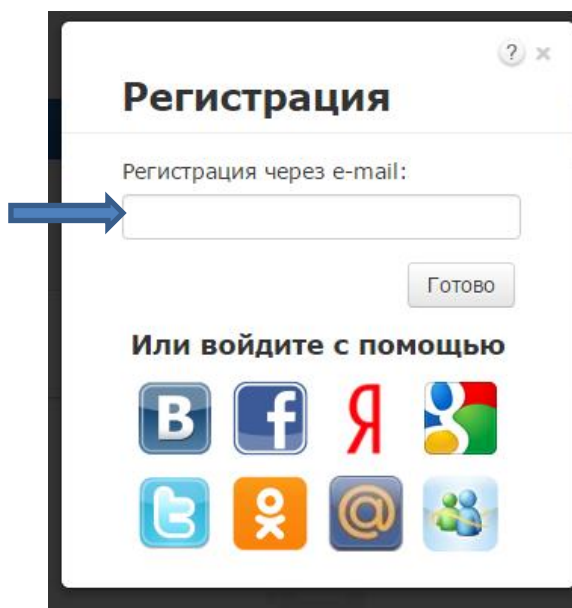 ?
×
Регистрация
Регистрация через e-mail:
Готово
Или войдите с помощью
B f Я g
t @